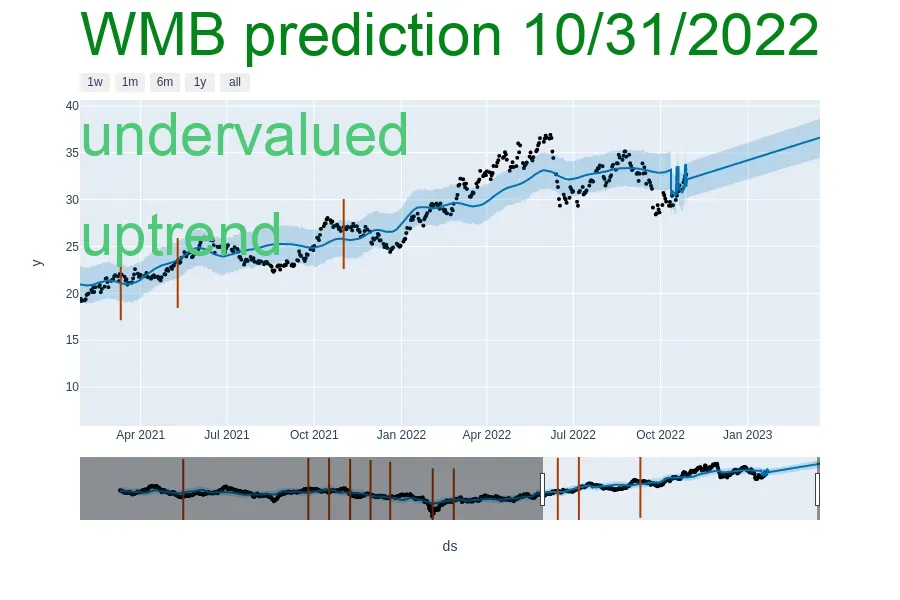 WMB prediction 10/31/2022
1w 1m 6m 1y all
40
undervalued
35
30
uptrend
25
y
20
15
10
Apr 2021 Jul 2021 Oct 2021 Jan 2022 Apr 2022 Jul 2022 Oct 2022 Jan 2023
ds